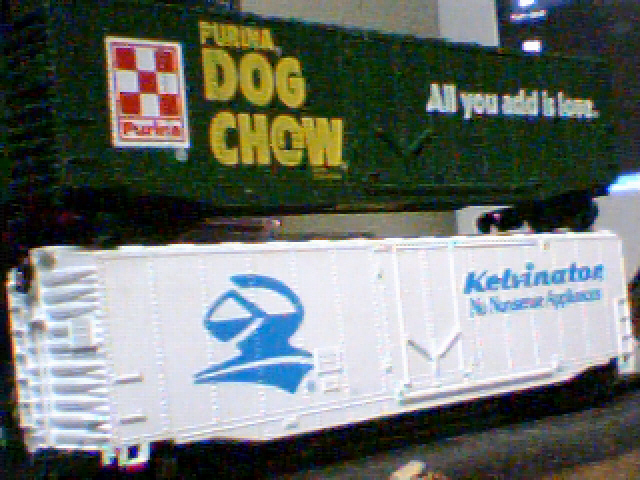 PURINA
DOG
CHOW
Purina
All you add is love.
Kelvinator
No Nonsense Appliances